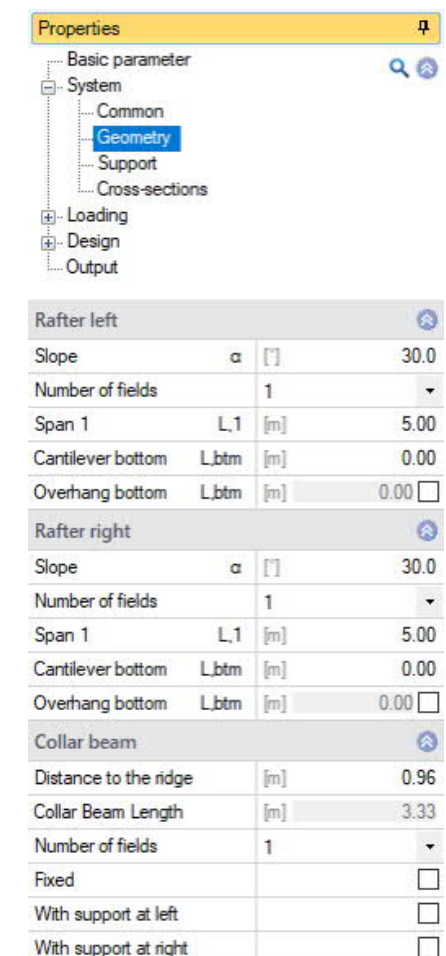 Properties
Basic parameter
System
Common
Geometry
Support
Cross-sections
Loading
Design
Output
Rafter left
Slope α [°] 30.0
Number of fields 1
Span 1 L,1 [m] 5.00
Cantilever bottom L,btm [m] 0.00
Overhang bottom L,btm [m] 0.00
Rafter right
Slope α [°] 30.0
Number of fields 1
Span 1 L,1 [m] 5.00
Cantilever bottom L,btm [m] 0.00
Overhang bottom L,btm [m] 0.00
Collar beam
Distance to the ridge [m] 0.96
Collar Beam Length [m] 3.33
Number of fields 1
Fixed
With support at left
With support at right